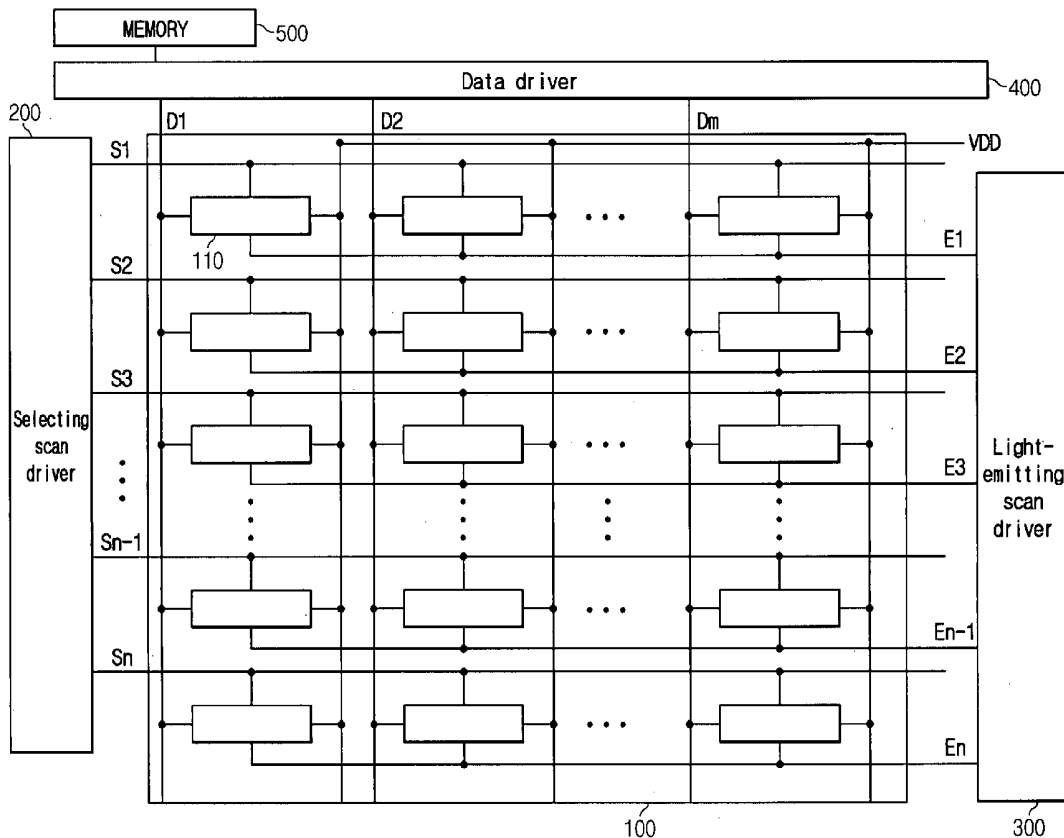 MEMORY
500
Data driver
400
200
D1
D2
Dm
VDD
S1
110
E1
S2
E2
S3
Selecting
scan
driver
E3
Light-
emitting
scan
driver
Sn-1
En-1
Sn
En
100
300